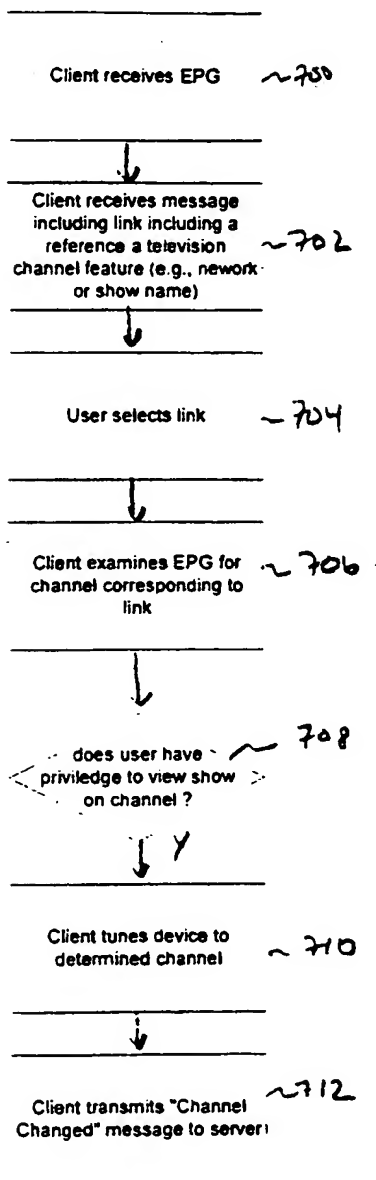 Client receives EPG ~700
Client receives message
including link including a
reference a television ~702
channel feature (e.g., nework
or show name)
User selects link ~704
Client examines EPG for ~706
channel corresponding to
link
does user have 708
priviledge to view show
on channel ?
Y
Client tunes device to
determined channel ~710
~712
Client transmits "Channel
Changed" message to server